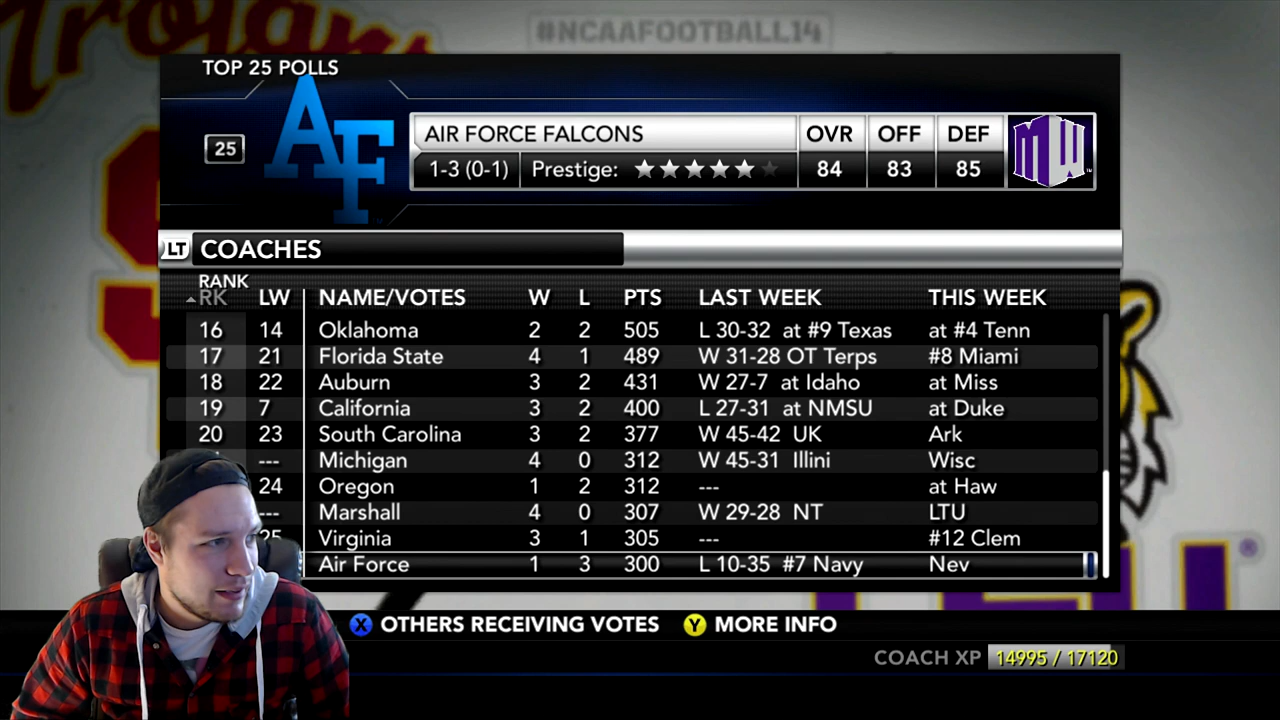 Trojans
#NCAAFOOTBALL14
TOP 25 POLLS
25
AF
AIR FORCE FALCONS OVR OFF DEF
1-3 (0-1) Prestige: 84 83 85
MW
LT COACHES
RANK
RK LW NAME/VOTES W L PTS LAST WEEK THIS WEEK
16 14 Oklahoma 2 2 505 L 30-32 at #9 Texas at #4 Tenn
17 21 Florida State 4 1 489 W 31-28 OT Terps #8 Miami
18 22 Auburn 3 2 431 W 27-7 at Idaho at Miss
19 7 California 3 2 400 L 27-31 at NMSU at Duke
20 23 South Carolina 3 2 377 W 45-42 UK Ark
--- Michigan 4 0 312 W 45-31 Illini Wisc
24 Oregon 1 2 312 --- at Haw
--- Marshall 4 0 307 W 29-28 NT LTU
25 Virginia 3 1 305 --- #12 Clem
Air Force 1 3 300 L 10-35 #7 Navy Nev
X OTHERS RECEIVING VOTES Y MORE INFO
COACH XP 14995 / 17120